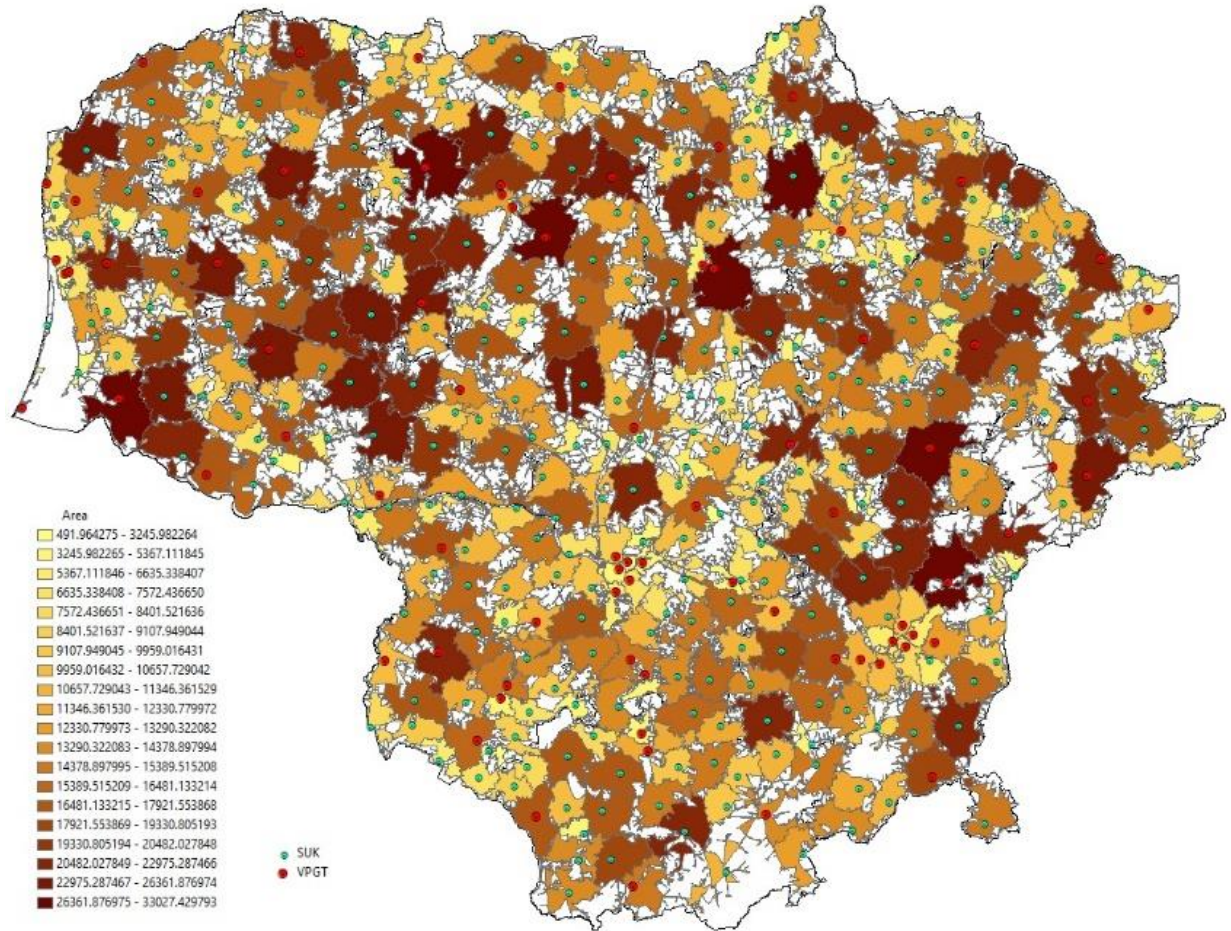 Area
491.964275 - 3245.982264
3245.982265 - 5367.111845
5367.111846 - 6635.338407
6635.338408 - 7572.436650
7572.436651 - 8401.521636
8401.521637 - 9107.949044
9107.949045 - 9959.016431
9959.016432 - 10657.729042
10657.729043 - 11346.361529
11346.361530 - 12330.779972
12330.779973 - 13290.322082
13290.322083 - 14378.897994
14378.897995 - 15389.515208
15389.515209 - 16481.133214
16481.133215 - 17921.553868
17921.553869 - 19330.805193
19330.805194 - 20482.027848
20482.027849 - 22975.287466
22975.287467 - 26361.876974
26361.876975 - 33027.429793
SUK
VPGT